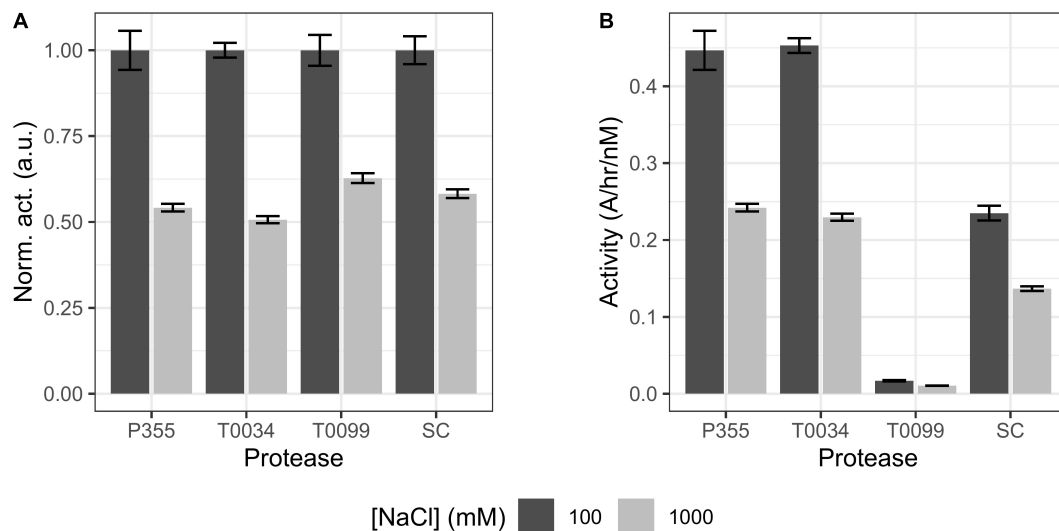 A
Norm. act. (a.u.)
1.00
0.75
0.50
0.25
0.00
P355 T0034 T0099 SC
Protease
B
Activity (A/hr/nM)
0.4
0.3
0.2
0.1
0.0
P355 T0034 T0099 SC
Protease
[NaCl] (mM) 100 1000